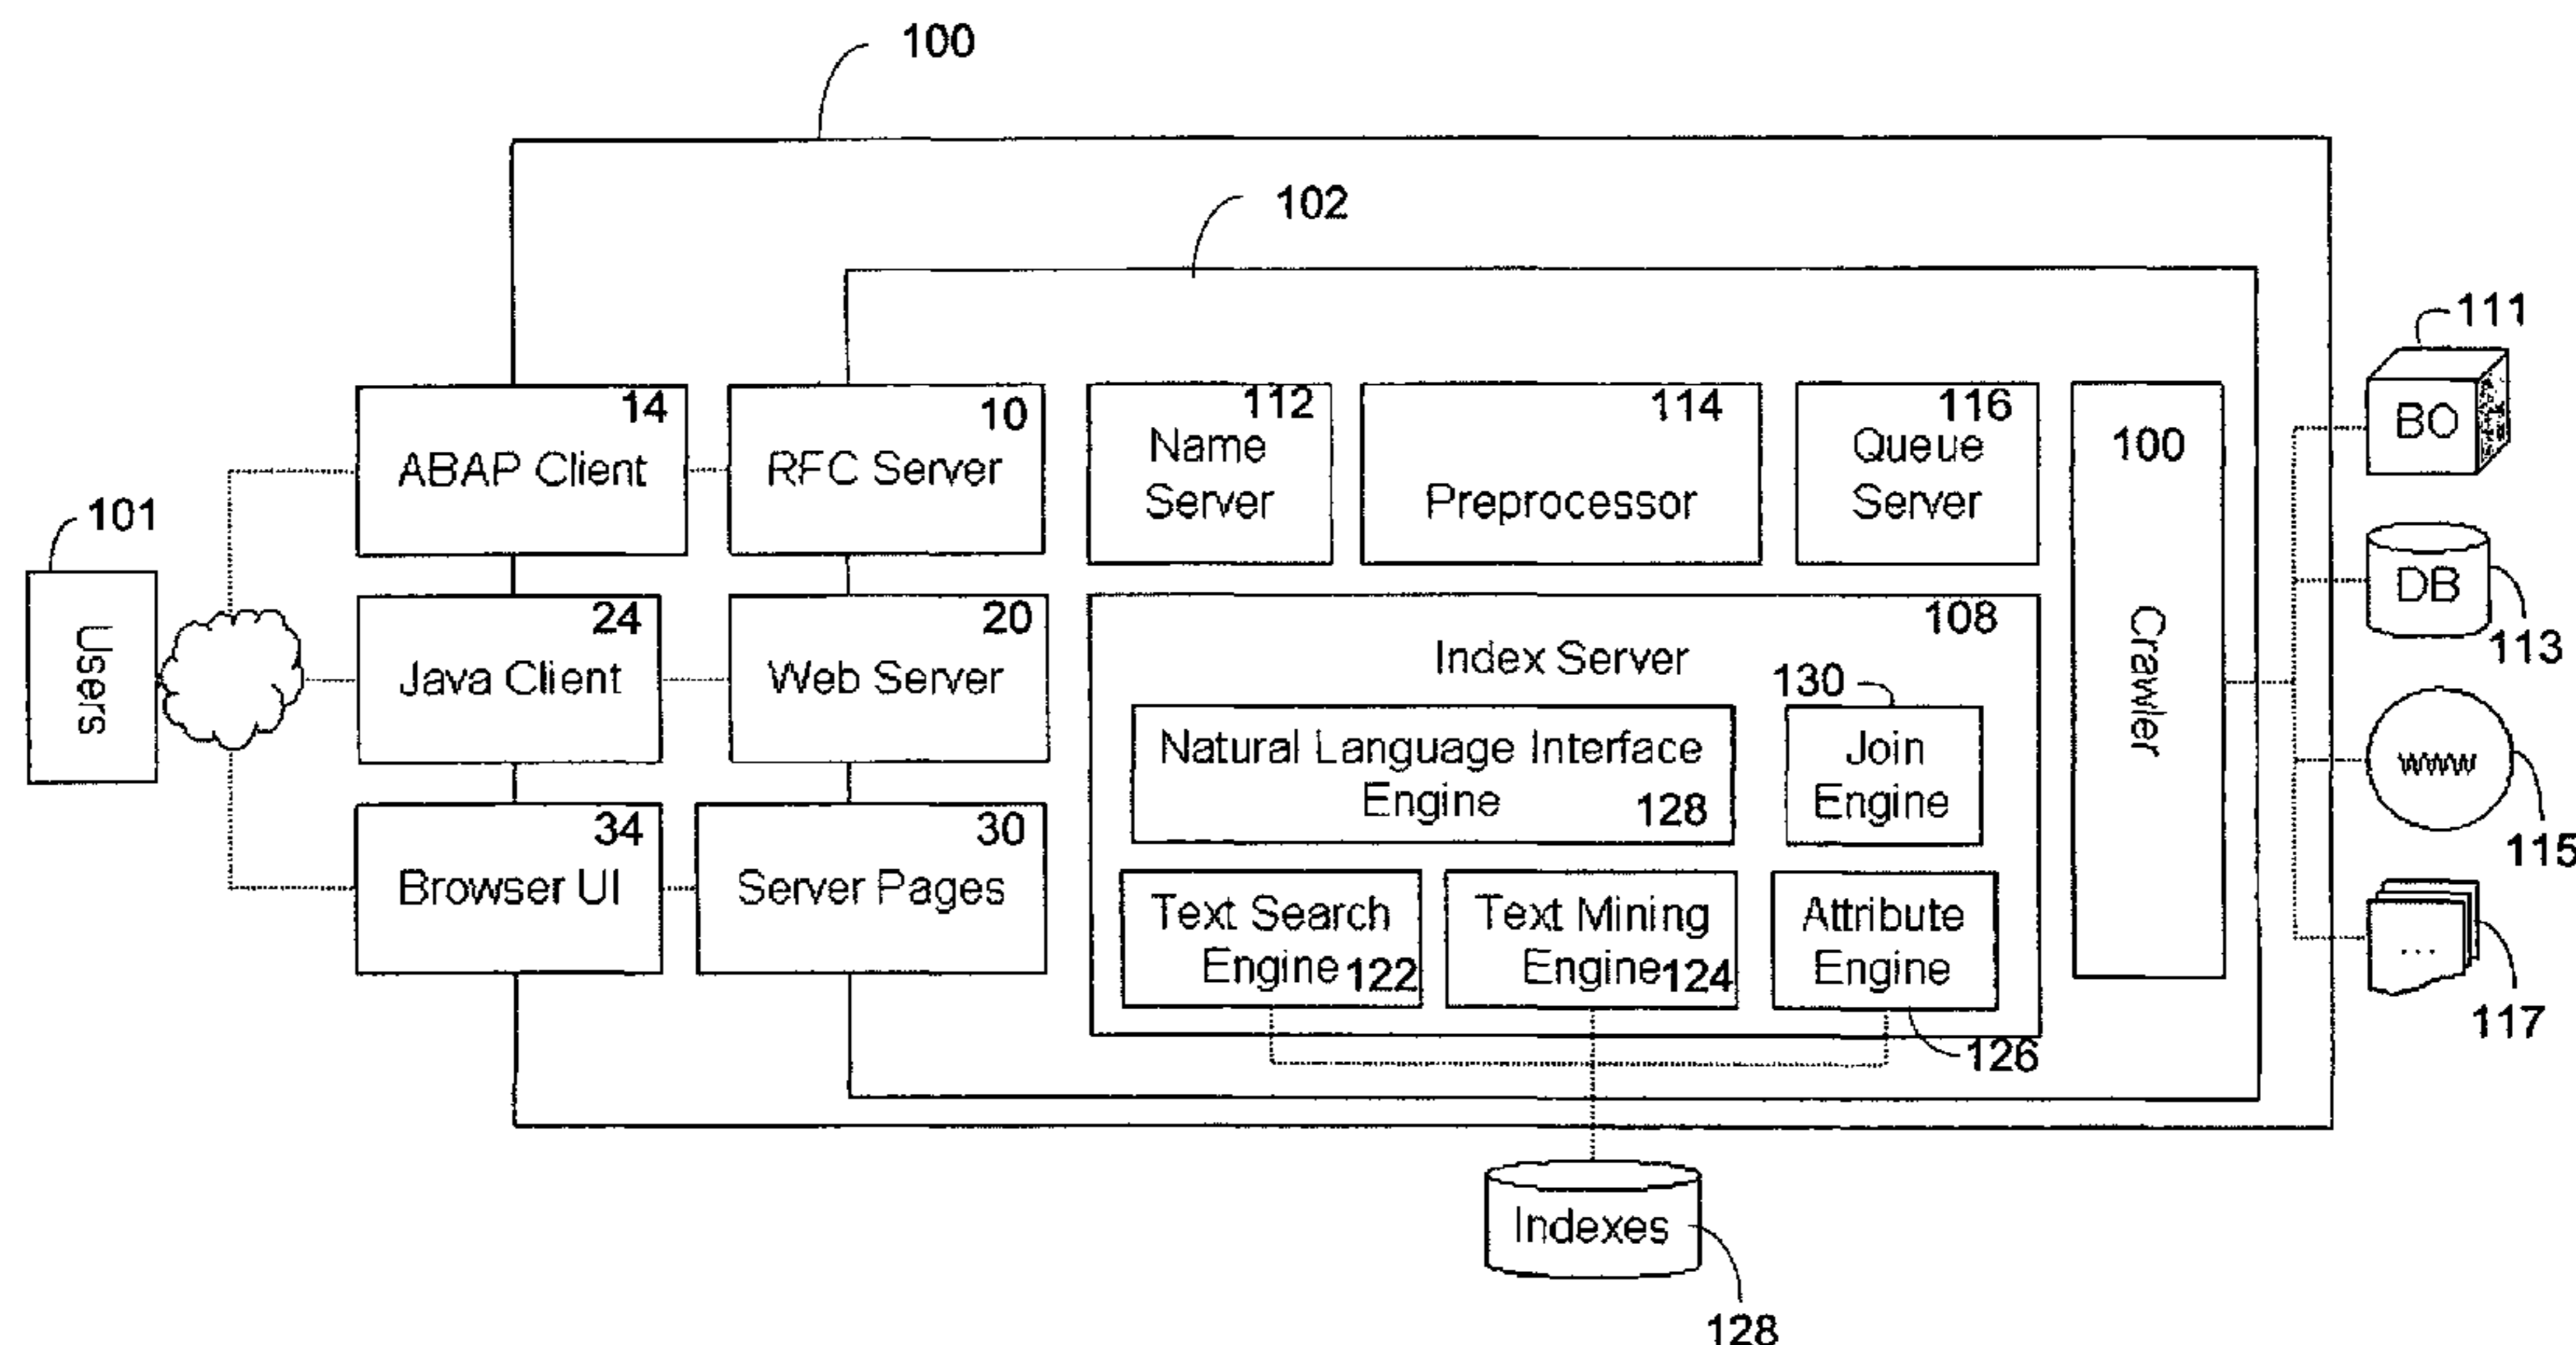 100
102
111
BO
14
ABAP Client
10
RFC Server
112
Name
Server
114
Preprocessor
116
Queue
Server
100
Crawler
101
Users
DB
113
24
Java Client
20
Web Server
108
Index Server
130
Natural Language Interface
Engine 128
Join
Engine
www
115
34
Browser UI
30
Server Pages
Text Search
Engine 122
Text Mining
Engine 124
Attribute
Engine
126
...
117
Indexes
128